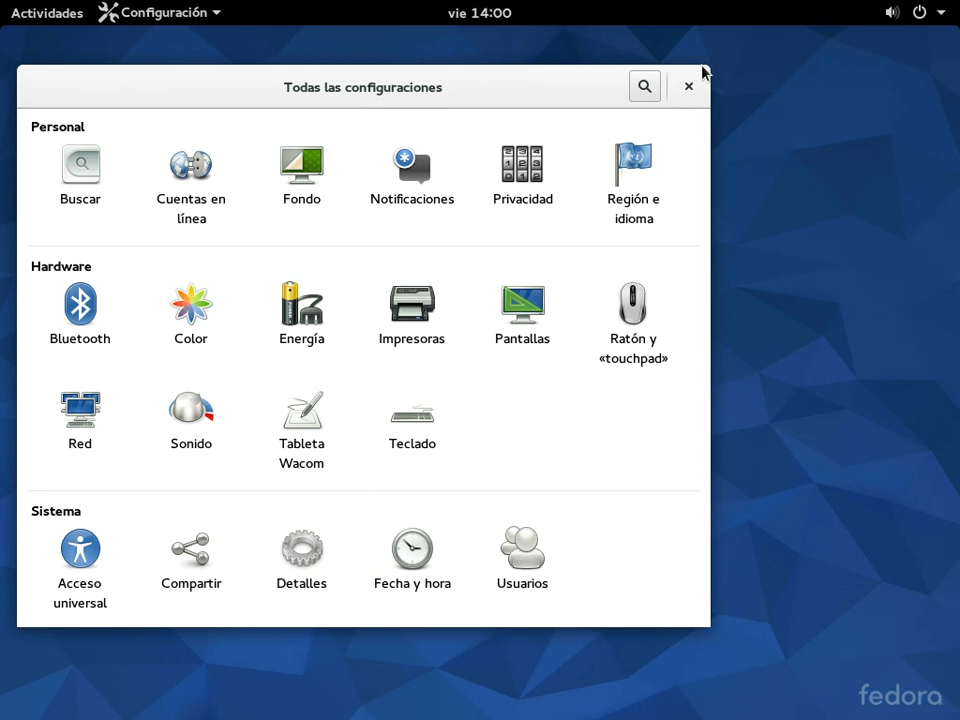 Actividades Configuración vie 14:00
Todas las configuraciones
Personal
Buscar Cuentas en línea Fondo Notificaciones Privacidad Región e idioma
Hardware
Bluetooth Color Energía Impresoras Pantallas Ratón y «touchpad»
Red Sonido Tableta Wacom Teclado
Sistema
Acceso universal Compartir Detalles Fecha y hora Usuarios
fedora